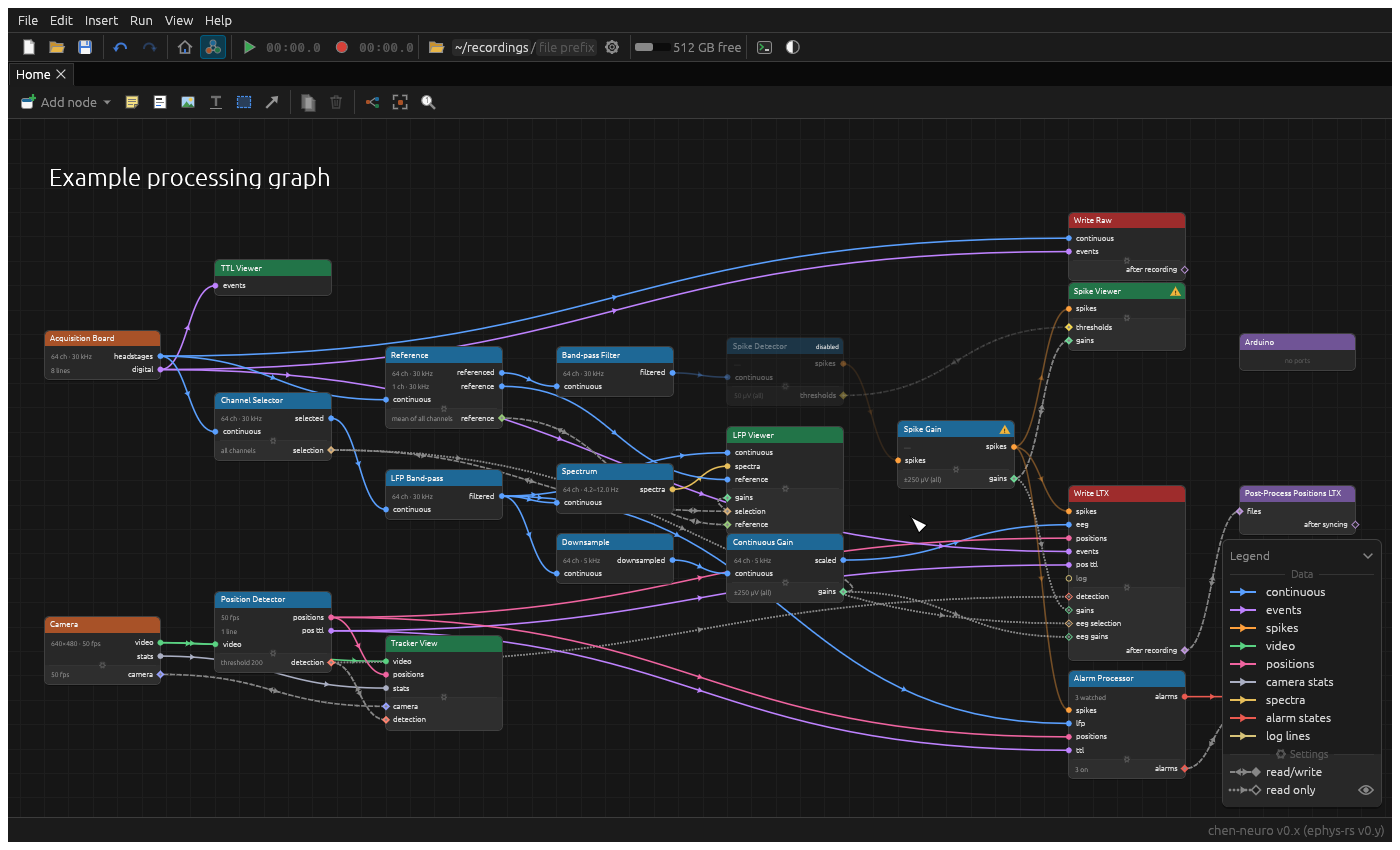 File Edit Insert Run View Help
00:00.0 00:00.0 ~/recordings/file prefix 512 GB free
Home
Add node
Example processing graph
Write Raw
continuous
events
after recording
TTL Viewer
events
Spike Viewer
spikes
thresholds
gains
Acquisition Board
64 ch · 30 kHz headstages
8 lines digital
Reference
64 ch · 30 kHz referenced
1 ch · 30 kHz reference
continuous
mean of all channels reference
Band-pass Filter
64 ch · 30 kHz filtered
continuous
Spike Detector disabled
spikes
continuous
50 µV (all) thresholds
Arduino
no ports
Channel Selector
64 ch · 30 kHz selected
continuous
all channels selection
LFP Viewer
continuous
spectra
reference
gains
selection
reference
Spike Gain
spikes
spikes
±250 µV (all) gains
LFP Band-pass
64 ch · 30 kHz filtered
continuous
Spectrum
64 ch · 4.2–12.0 Hz spectra
continuous
Write LTX
spikes
eeg
positions
events
pos ttl
log
detection
gains
eeg selection
eeg gains
after recording
Post-Process Positions LTX
files
after syncing
Downsample
64 ch · 5 kHz downsampled
continuous
Continuous Gain
64 ch · 5 kHz scaled
continuous
±250 µV (all) gains
Camera
640×480 · 50 fps video
stats
50 fps camera
Position Detector
50 fps positions
1 line pos ttl
video
threshold 200 detection
Tracker View
video
positions
stats
camera
detection
Alarm Processor
3 watched alarms
spikes
lfp
positions
ttl
3 on alarms
Legend
Data
continuous
events
spikes
video
positions
camera stats
spectra
alarm states
log lines
Settings
read/write
read only
chen-neuro v0.x (ephys-rs v0.y)